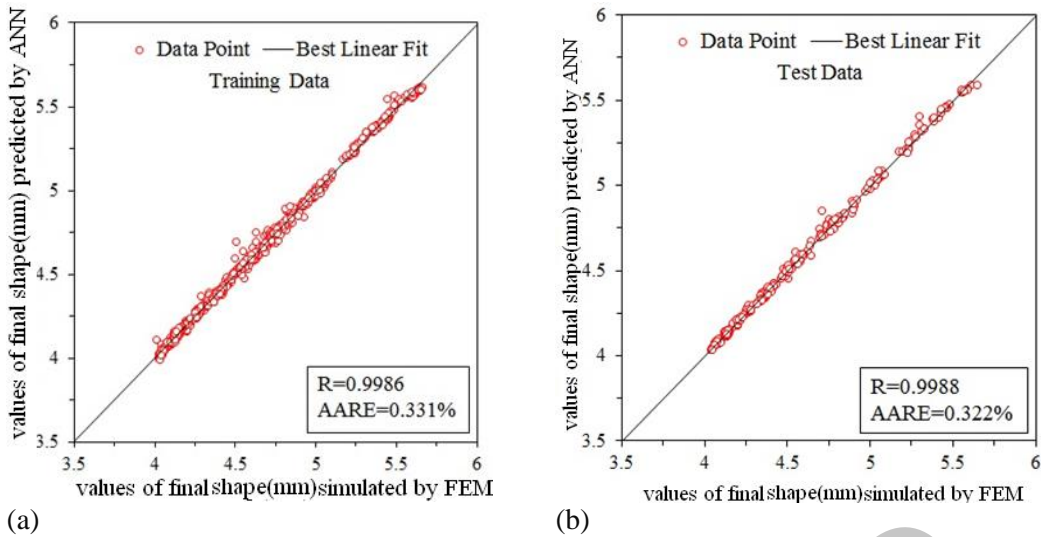 values of final shape(mm) predicted by ANN
6
5.5
5
4.5
4
3.5
Data Point Best Linear Fit
Training Data
R=0.9986
AARE=0.331%
3.5 4 4.5 5 5.5 6
values of final shape(mm)simulated by FEM
(a)
values of final shape(mm) predicted by ANN
6
5.5
5
4.5
4
3.5
Data Point Best Linear Fit
Test Data
R=0.9988
AARE=0.322%
3.5 4 4.5 5 5.5 6
values of final shape(mm)simulated by FEM
(b)